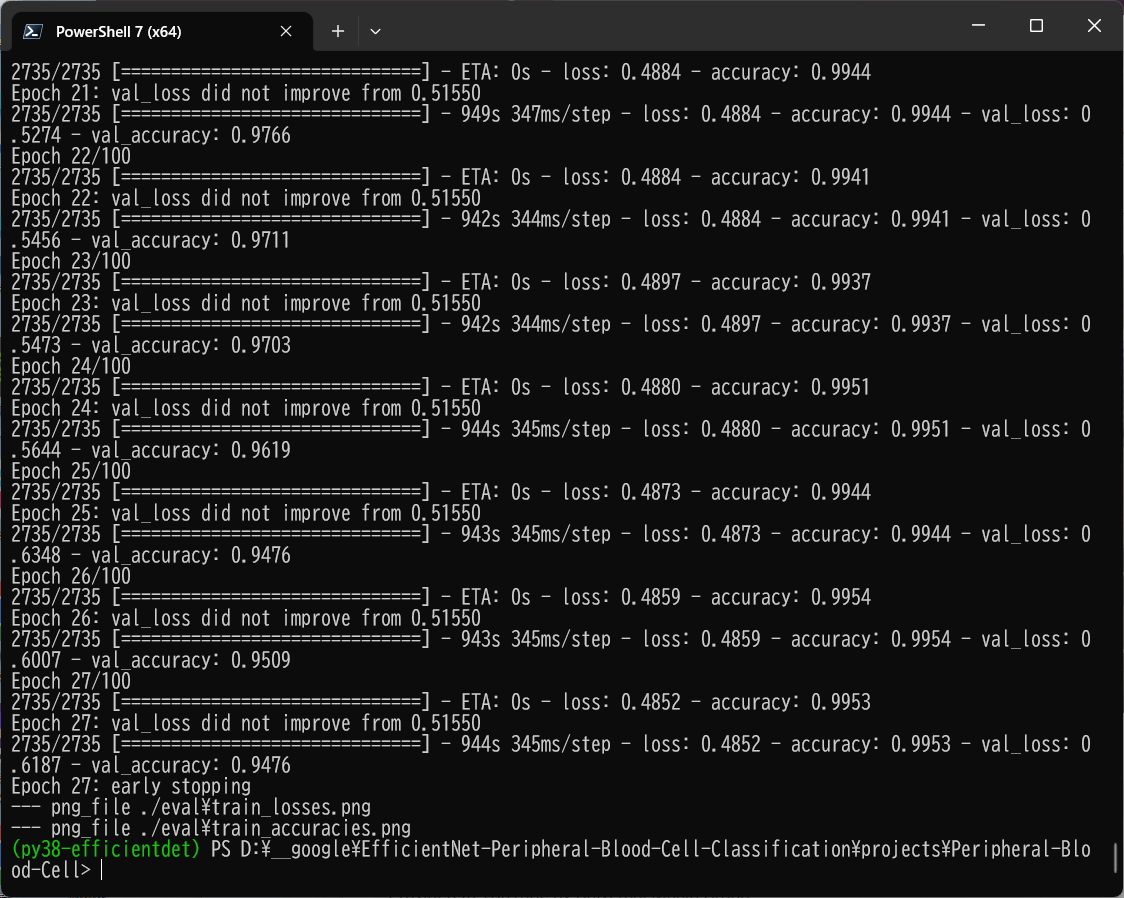 PowerShell 7 (x64)
2735/2735 [==============================] - ETA: 0s - loss: 0.4884 - accuracy: 0.9944
Epoch 21: val_loss did not improve from 0.51550
2735/2735 [==============================] - 949s 347ms/step - loss: 0.4884 - accuracy: 0.9944 - val_loss: 0
.5274 - val_accuracy: 0.9766
Epoch 22/100
2735/2735 [==============================] - ETA: 0s - loss: 0.4884 - accuracy: 0.9941
Epoch 22: val_loss did not improve from 0.51550
2735/2735 [==============================] - 942s 344ms/step - loss: 0.4884 - accuracy: 0.9941 - val_loss: 0
.5456 - val_accuracy: 0.9711
Epoch 23/100
2735/2735 [==============================] - ETA: 0s - loss: 0.4897 - accuracy: 0.9937
Epoch 23: val_loss did not improve from 0.51550
2735/2735 [==============================] - 942s 344ms/step - loss: 0.4897 - accuracy: 0.9937 - val_loss: 0
.5473 - val_accuracy: 0.9703
Epoch 24/100
2735/2735 [==============================] - ETA: 0s - loss: 0.4880 - accuracy: 0.9951
Epoch 24: val_loss did not improve from 0.51550
2735/2735 [==============================] - 944s 345ms/step - loss: 0.4880 - accuracy: 0.9951 - val_loss: 0
.5644 - val_accuracy: 0.9619
Epoch 25/100
2735/2735 [==============================] - ETA: 0s - loss: 0.4873 - accuracy: 0.9944
Epoch 25: val_loss did not improve from 0.51550
2735/2735 [==============================] - 943s 345ms/step - loss: 0.4873 - accuracy: 0.9944 - val_loss: 0
.6348 - val_accuracy: 0.9476
Epoch 26/100
2735/2735 [==============================] - ETA: 0s - loss: 0.4859 - accuracy: 0.9954
Epoch 26: val_loss did not improve from 0.51550
2735/2735 [==============================] - 943s 345ms/step - loss: 0.4859 - accuracy: 0.9954 - val_loss: 0
.6007 - val_accuracy: 0.9509
Epoch 27/100
2735/2735 [==============================] - ETA: 0s - loss: 0.4852 - accuracy: 0.9953
Epoch 27: val_loss did not improve from 0.51550
2735/2735 [==============================] - 944s 345ms/step - loss: 0.4852 - accuracy: 0.9953 - val_loss: 0
.6187 - val_accuracy: 0.9476
Epoch 27: early stopping
--- png_file ./eval¥train_losses.png
--- png_file ./eval¥train_accuracies.png
(py38-efficientdet) PS D:¥__google¥EfficientNet-Peripheral-Blood-Cell-Classification¥projects¥Peripheral-Blo
od-Cell>